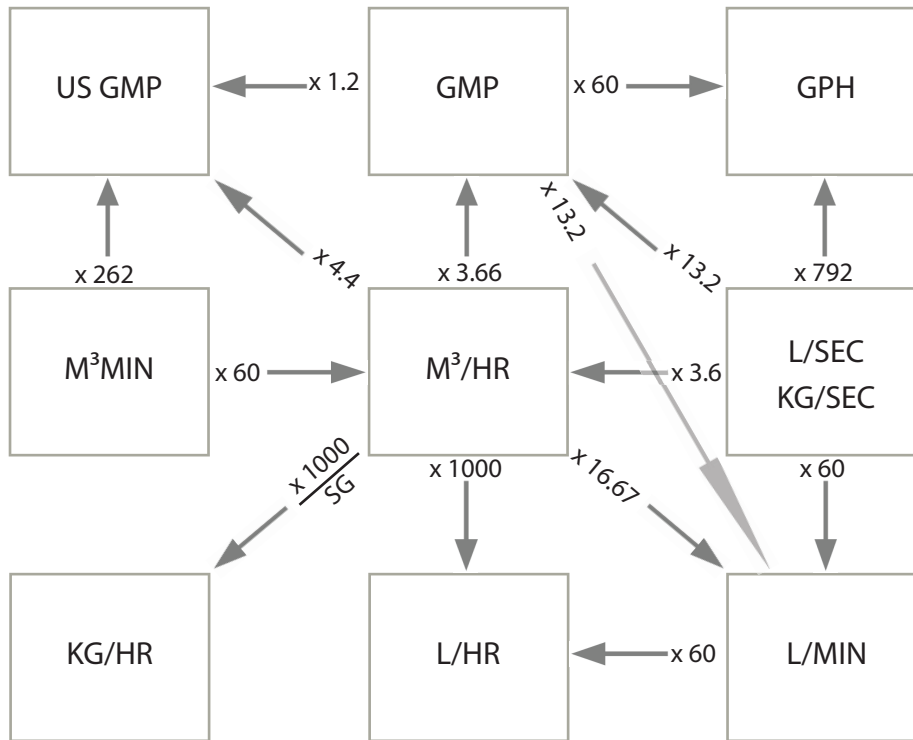 US GMP
x 1.2
GMP
x 60
GPH
x 262
x 4.4
x 3.66
x 13.2
x 13.2
x 792
M³MIN
x 60
M³/HR
x 3.6
L/SEC
KG/SEC
x 1000
SG
x 1000
x 16.67
x 60
KG/HR
L/HR
x 60
L/MIN